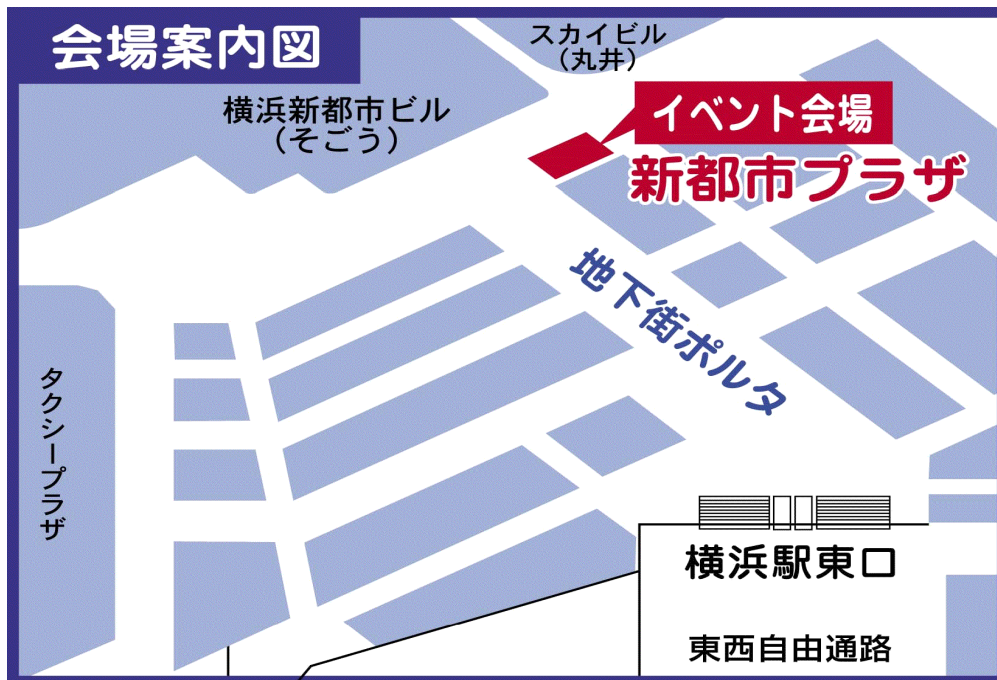 会場案内図
スカイビル
（丸井）
横浜新都市ビル
（そごう）
イベント会場
新都市プラザ
地下街ポルタ
タクシープラザ
横浜駅東口
東西自由通路